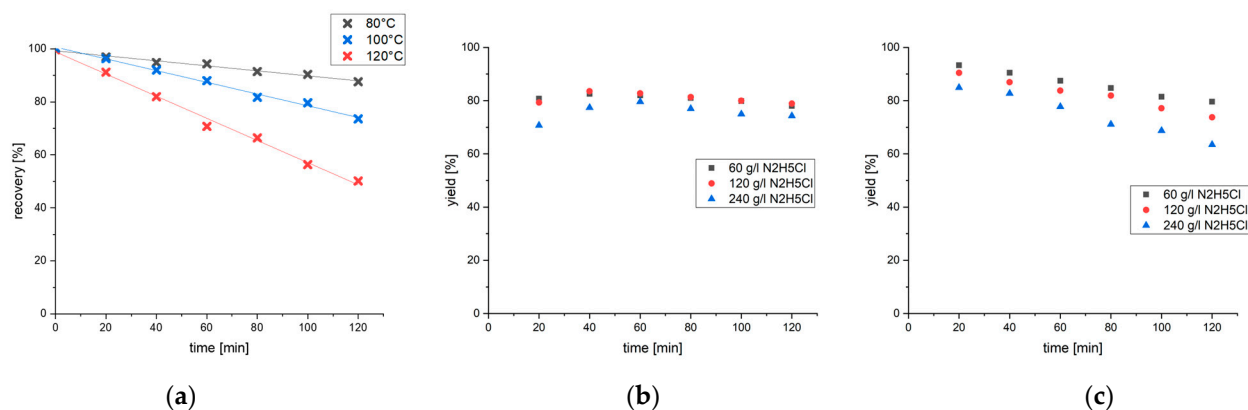 80°C
100°C
120°C
100
80
60
40
20
0
recovery [%]
0 20 40 60 80 100 120
time [min]
(a)
100
80
60
40
20
0
yield [%]
60 g/l N2H5Cl
120 g/l N2H5Cl
240 g/l N2H5Cl
0 20 40 60 80 100 120
time [min]
(b)
100
80
60
40
20
0
yield [%]
60 g/l N2H5Cl
120 g/l N2H5Cl
240 g/l N2H5Cl
0 20 40 60 80 100 120
time [min]
(c)